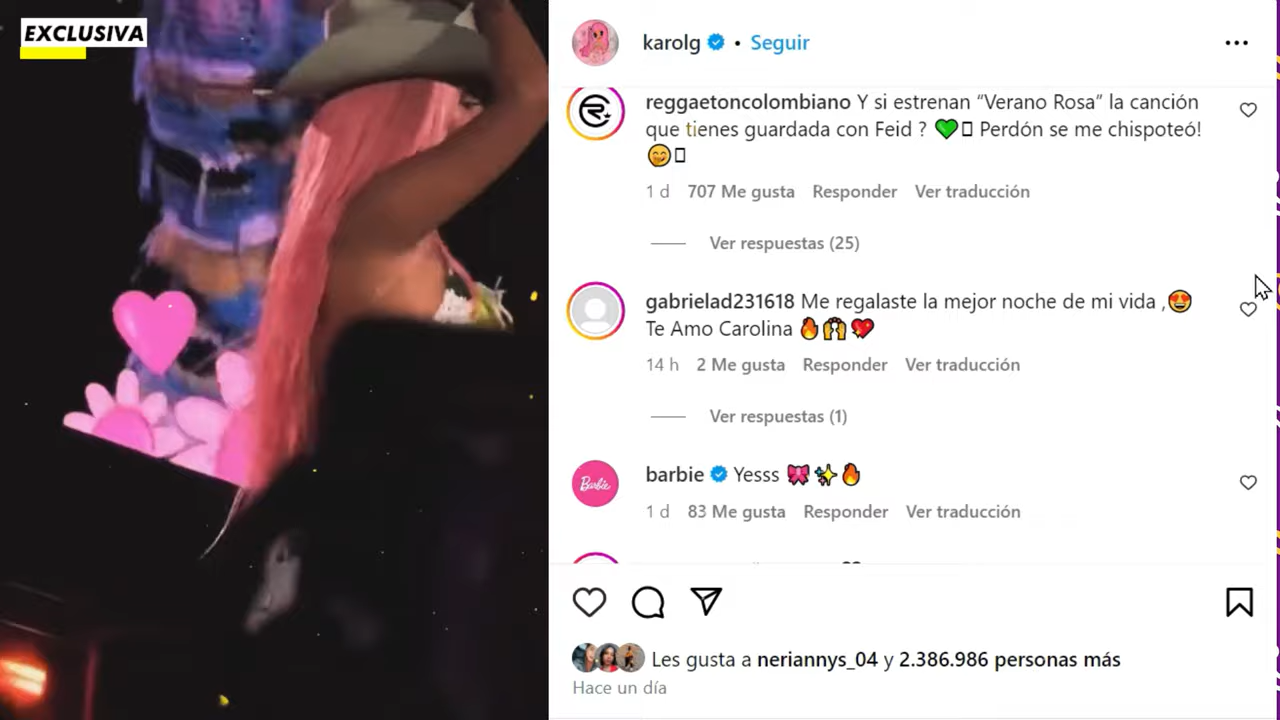 EXCLUSIVA
karolg • Seguir
reggaetoncolombiano Y si estrenan “Verano Rosa” la canción
que tienes guardada con Feid ? 💚 Perdón se me chispoteó!
😋
1 d 707 Me gusta Responder Ver traducción
Ver respuestas (25)
gabrielad231618 Me regalaste la mejor noche de mi vida ,😍
Te Amo Carolina 🔥🙌💖
14 h 2 Me gusta Responder Ver traducción
Ver respuestas (1)
Barbie
barbie Yesss 🎀✨🔥
1 d 83 Me gusta Responder Ver traducción
Les gusta a neriannys_04 y 2.386.986 personas más
Hace un día